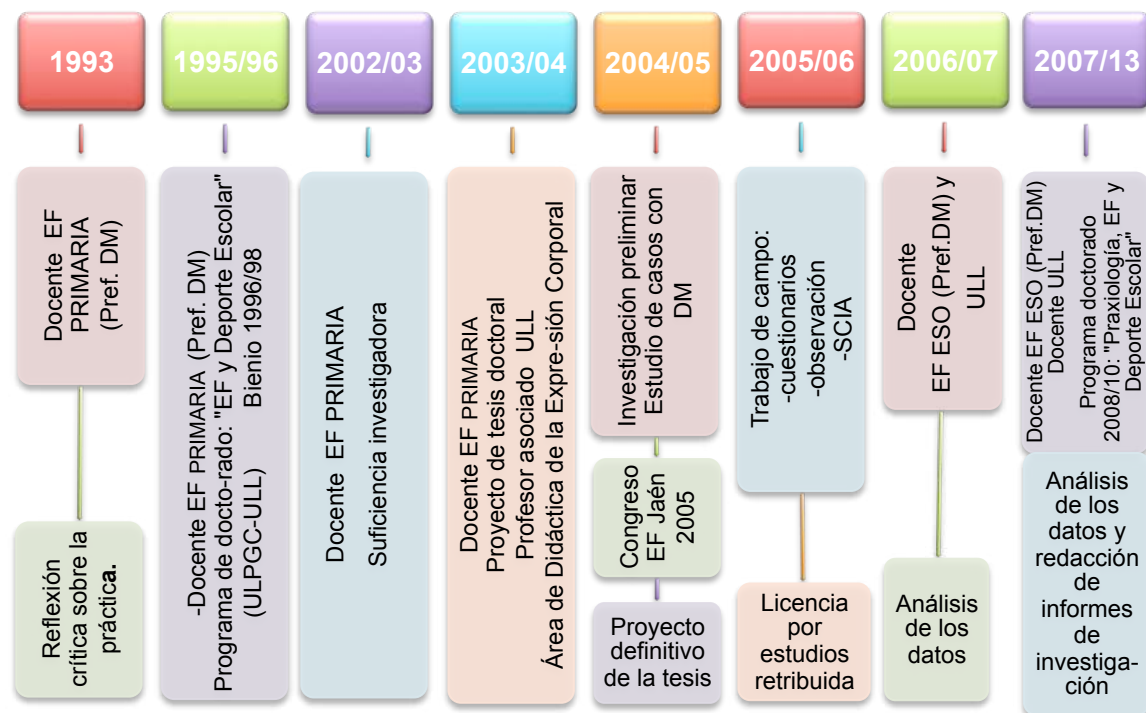 1993
1995/96
2002/03
2003/04
2004/05
2005/06
2006/07
2007/13
Docente EF
PRIMARIA
(Pref. DM)
Reflexión
crítica sobre la
práctica.
-Docente EF PRIMARIA (Pref. DM)
Programa de docto-rado: "EF y Deporte Escolar"
(ULPGC-ULL) Bienio 1996/98
Docente EF PRIMARIA
Suficiencia investigadora
Docente EF PRIMARIA
Proyecto de tesis doctoral
Profesor asociado ULL
Área de Didáctica de la Expre-sión Corporal
Investigación preliminar
Estudio de casos con
DM
Congreso
EF Jaén
2005
Proyecto
definitivo
de la tesis
Trabajo de campo:
-cuestionarios
-observación
-SCIA
Licencia
por
estudios
retribuida
Docente
EF ESO (Pref.DM) y
ULL
Análisis
de los
datos
Docente EF ESO (Pref.DM)
Docente ULL
Programa doctorado
2008/10: "Praxiología, EF y
Deporte Escolar"
Análisis
de los
datos y
redacción
de
informes
de
investiga-
ción